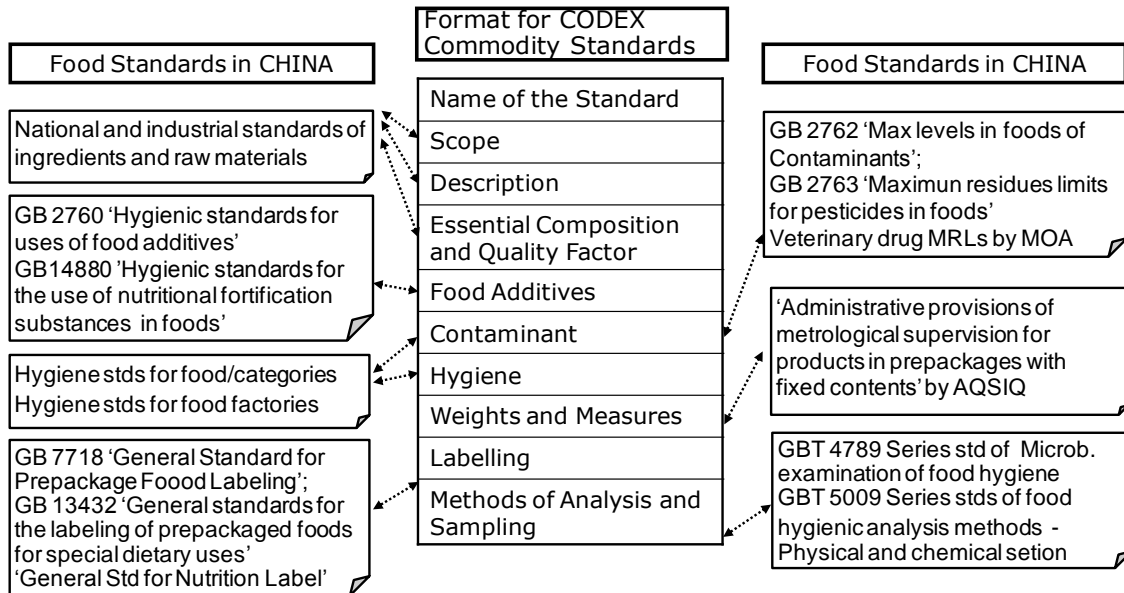 Format for CODEX
Commodity Standards
Food Standards in CHINA
National and industrial standards of
ingredients and raw materials
GB 2760 ‘Hygienic standards for
uses of food additives’
GB14880 ’Hygienic standards for
the use of nutritional fortification
substances in foods’
Hygiene stds for food/categories
Hygiene stds for food factories
GB 7718 ‘General Standard for
Prepackage Foood Labeling’;
GB 13432 ‘General standards for
the labeling of prepackaged foods
for special dietary uses’
‘General Std for Nutrition Label’
Name of the Standard
Scope
Description
Essential Composition
and Quality Factor
Food Additives
Contaminant
Hygiene
Weights and Measures
Labelling
Methods of Analysis and
Sampling
Food Standards in CHINA
GB 2762 ‘Max levels in foods of
Contaminants’;
GB 2763 ‘Maximun residues limits
for pesticides in foods’
Veterinary drug MRLs by MOA
‘Administrative provisions of
metrological supervision for
products in prepackages with
fixed contents’ by AQSIQ
GBT 4789 Series std of Microb.
examination of food hygiene
GBT 5009 Series stds of food
hygienic analysis methods -
Physical and chemical setion